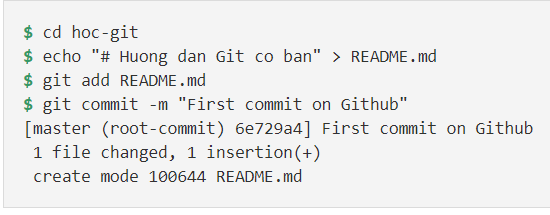 $ cd hoc-git
$ echo "# Huong dan Git co ban" > README.md
$ git add README.md
$ git commit -m "First commit on Github"
[master (root-commit) 6e729a4] First commit on Github
 1 file changed, 1 insertion(+)
 create mode 100644 README.md